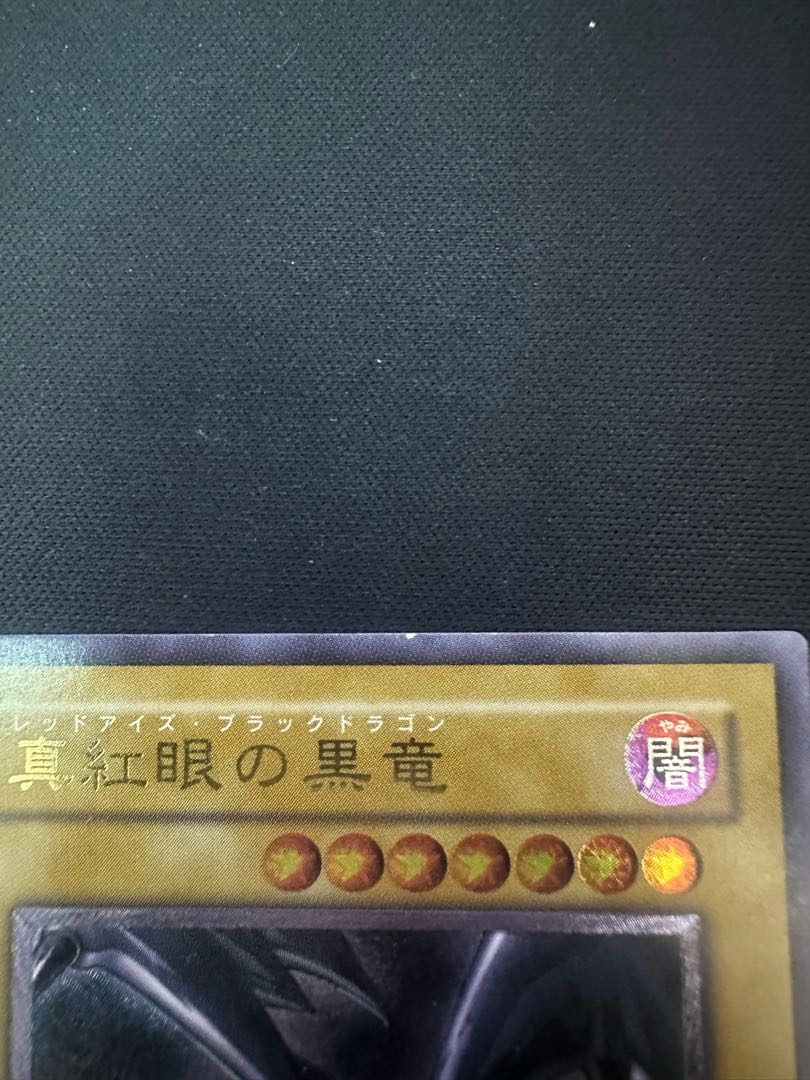 レッドアイズ・ブラックドラゴン
真紅眼の黒竜
やみ
闇